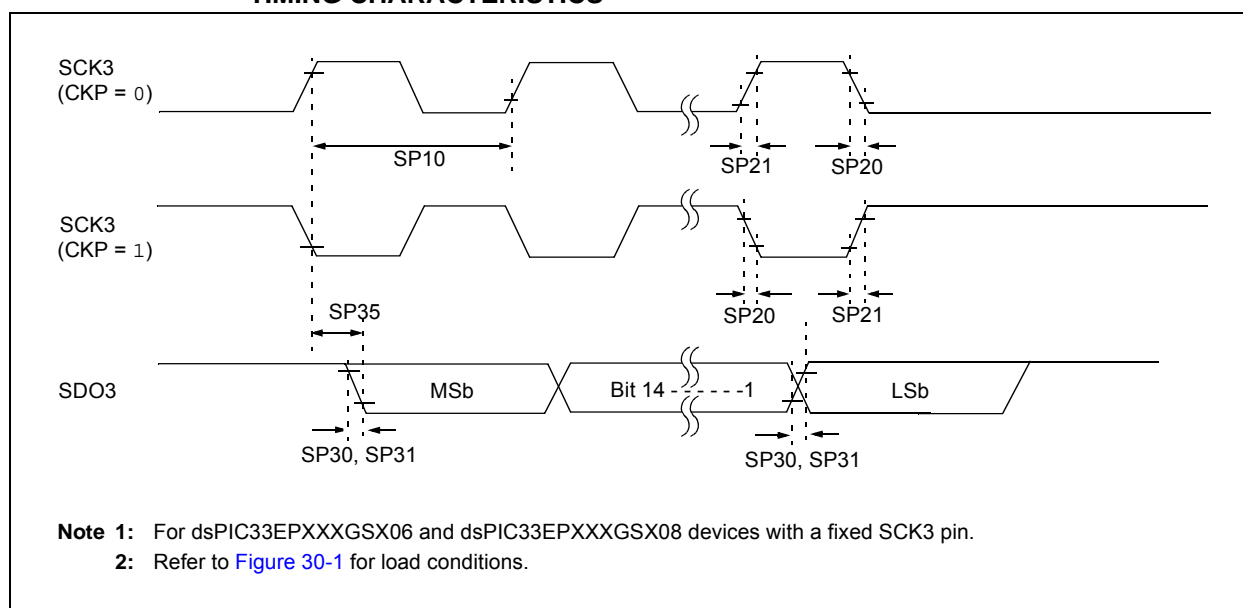 TIMING CHARACTERISTICS
SCK3
(CKP = 0)
SP10
SP21
SP20
SCK3
(CKP = 1)
SP35
SP20
SP21
SDO3
MSb
Bit 14 - - - - - -1
LSb
SP30, SP31
SP30, SP31
Note 1: For dsPIC33EPXXXGSX06 and dsPIC33EPXXXGSX08 devices with a fixed SCK3 pin.
2: Refer to Figure 30-1 for load conditions.